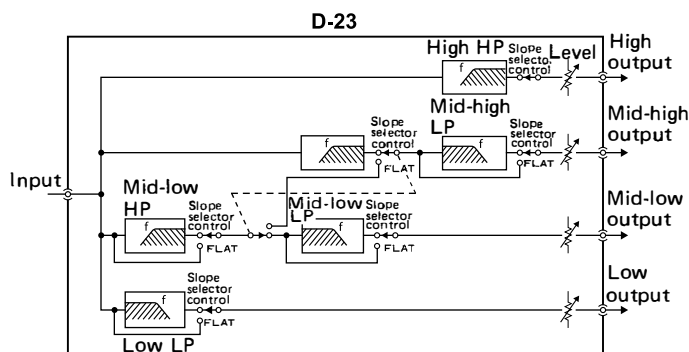 D-23
High HP
Slope
selector
control
Level
High
output
f
Mid-high
LP
Slope
selector
control
Slope
selector
control
Mid-high
output
f
f
FLAT
FLAT
Input
Mid-low
HP
Slope
selector
control
Mid-low
LP
Slope
selector
control
Mid-low
output
f
f
FLAT
FLAT
Slope
selector
control
Low
output
f
FLAT
Low LP